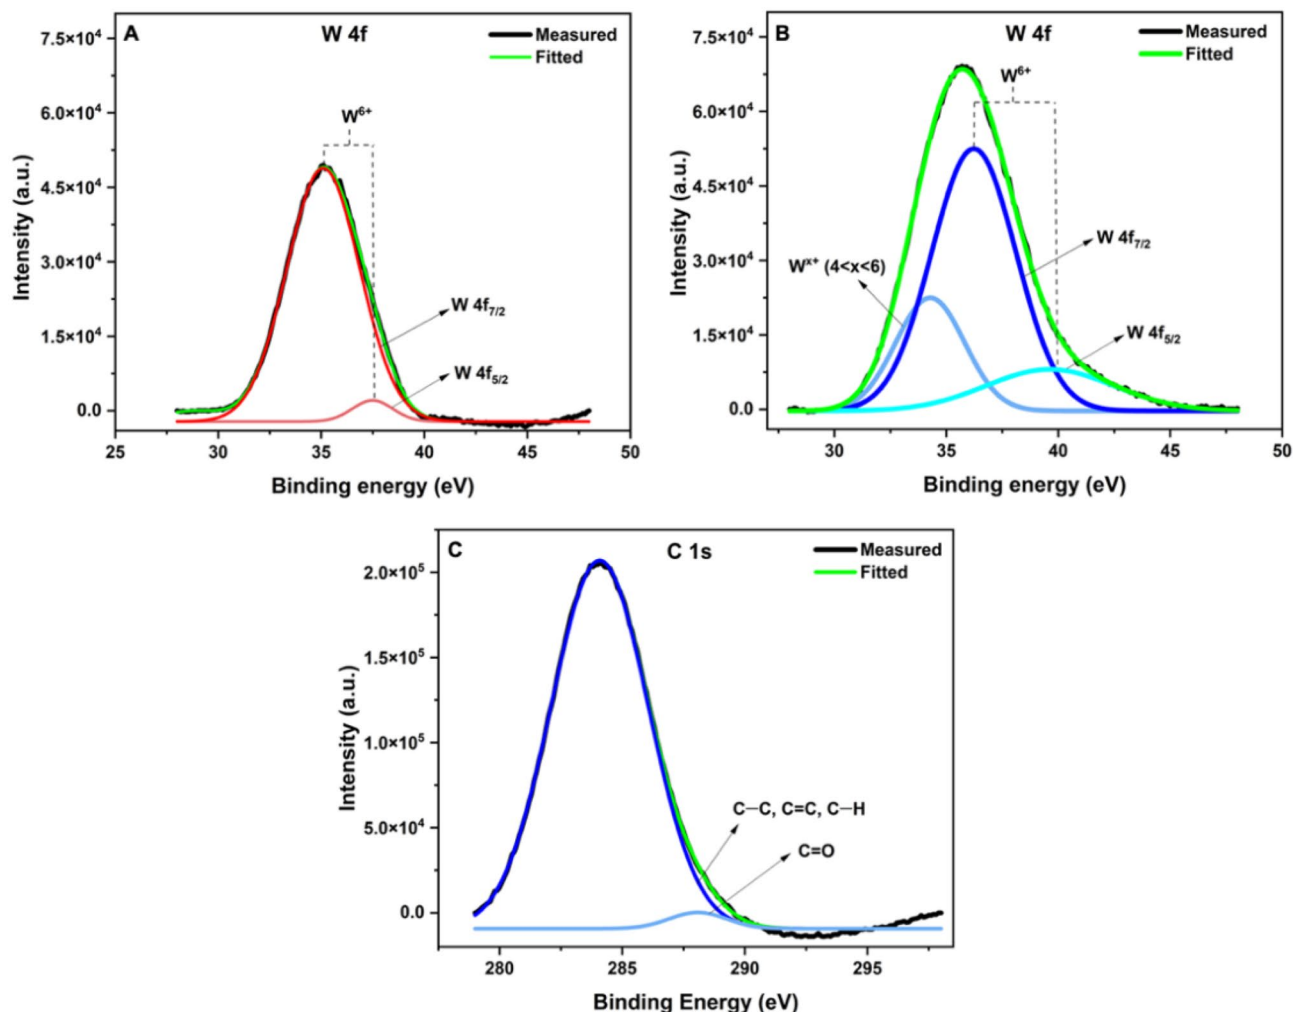 A
W 4f
Measured
Fitted
7.5×10⁴
6.0×10⁴
4.5×10⁴
3.0×10⁴
1.5×10⁴
0.0
Intensity (a.u.)
W⁶⁺
W 4f₇/₂
W 4f₅/₂
25 30 35 40 45 50
Binding energy (eV)
B
W 4f
Measured
Fitted
7.5×10⁴
6.0×10⁴
4.5×10⁴
3.0×10⁴
1.5×10⁴
0.0
Intensity (a.u.)
W⁶⁺
W 4f₇/₂
Wˣ⁺ (4<x<6)
W 4f₅/₂
30 35 40 45 50
Binding energy (eV)
C
C 1s
Measured
Fitted
2.0×10⁵
1.5×10⁵
1.0×10⁵
5.0×10⁴
0.0
Intensity (a.u.)
C–C, C=C, C–H
C=O
280 285 290 295
Binding Energy (eV)